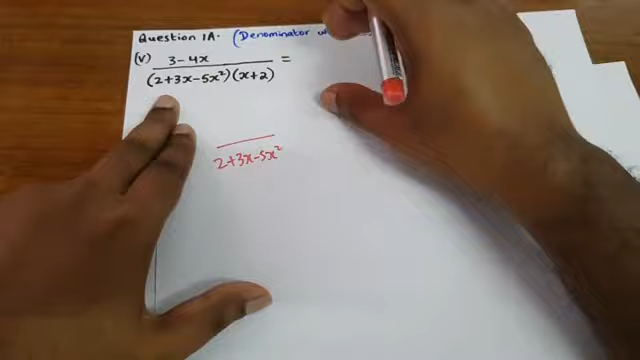 Question 1A. (Denominator
(v) 3-4x / (2+3x-5x²)(x+2) =
2+3x-5x²